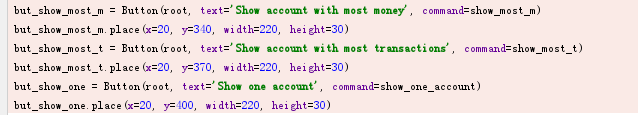 but_show_most_m = Button(root, text='Show account with most money', command=show_most_m)
but_show_most_m.place(x=20, y=340, width=220, height=30)
but_show_most_t = Button(root, text='Show account with most transactions', command=show_most_t)
but_show_most_t.place(x=20, y=370, width=220, height=30)
but_show_one = Button(root, text='Show one account', command=show_one_account)
but_show_one.place(x=20, y=400, width=220, height=30)